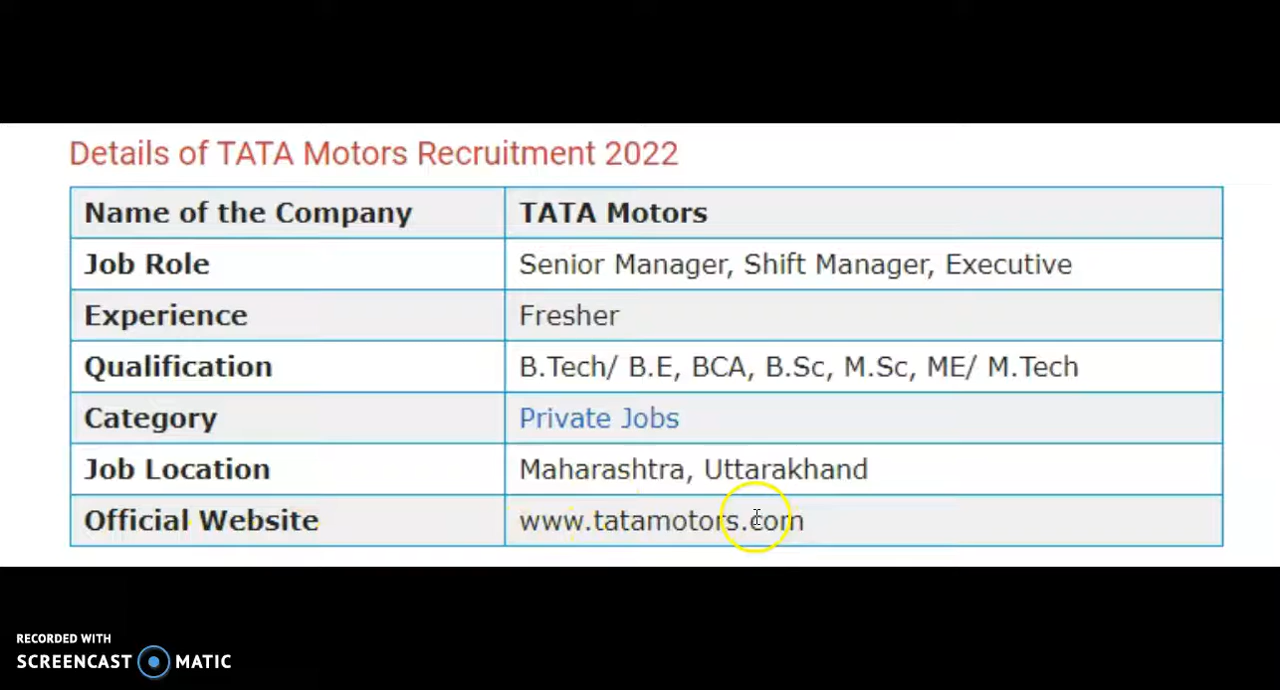 Details of TATA Motors Recruitment 2022
Name of the Company TATA Motors
Job Role Senior Manager, Shift Manager, Executive
Experience Fresher
Qualification B.Tech/ B.E, BCA, B.Sc, M.Sc, ME/ M.Tech
Category Private Jobs
Job Location Maharashtra, Uttarakhand
Official Website www.tatamotors.com
RECORDED WITH
SCREENCAST MATIC